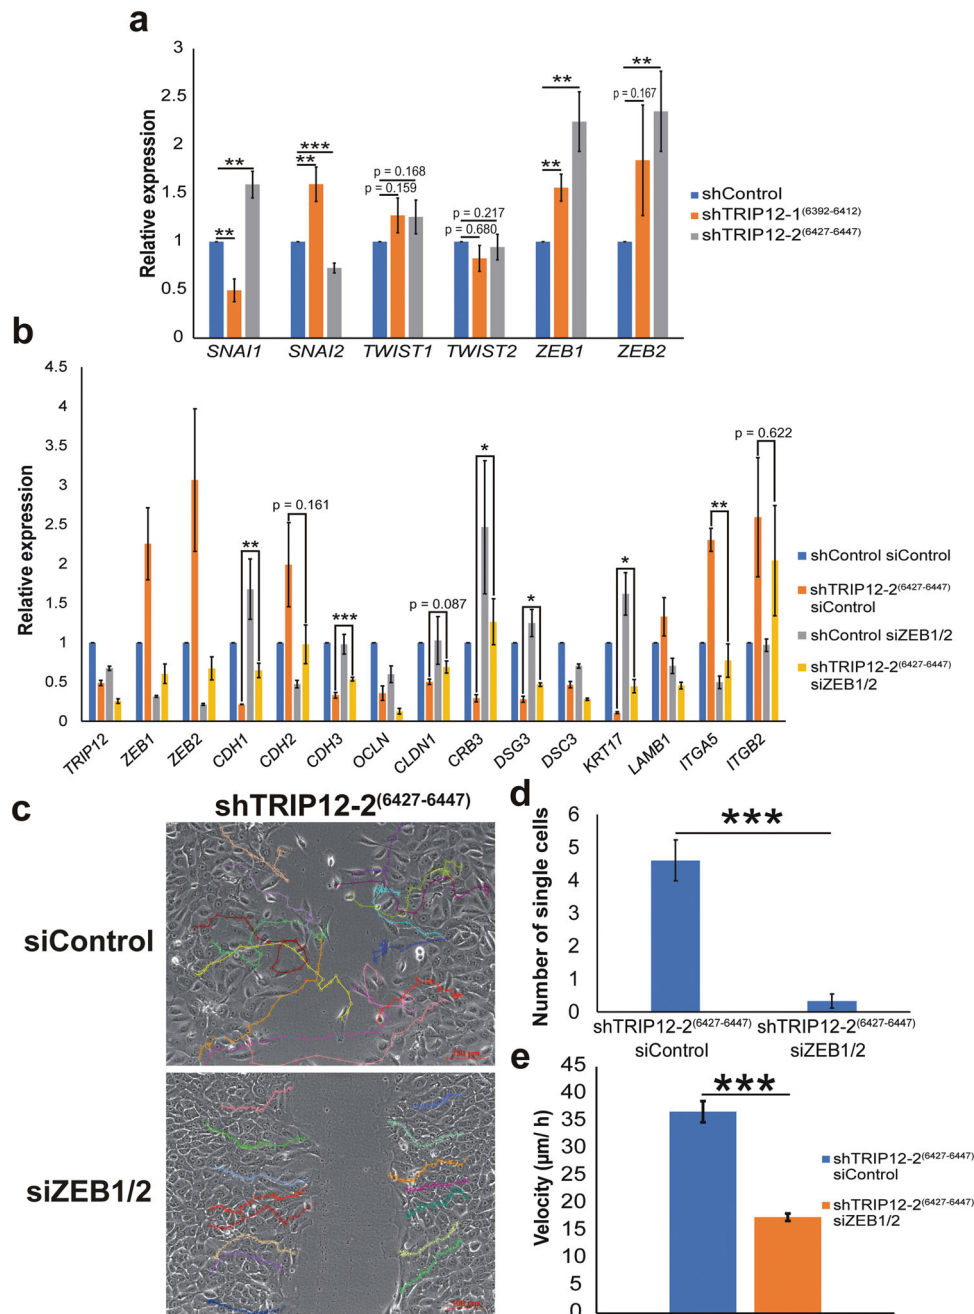 a
3
2.5
2
1.5
1
0.5
0
Relative expression
**
**
***
**
p = 0.168
p = 0.159
p = 0.217
p = 0.680
**
**
**
p = 0.167
SNAI1
SNAI2
TWIST1
TWIST2
ZEB1
ZEB2
shControl
shTRIP12-1(6392-6412)
shTRIP12-2(6427-6447)
b
4.5
4
3.5
3
2.5
2
1.5
1
0.5
0
Relative expression
**
p = 0.161
***
p = 0.087
*
*
*
**
p = 0.622
TRIP12
ZEB1
ZEB2
CDH1
CDH2
CDH3
OCLN
CLDN1
CRB3
DSG3
DSC3
KRT17
LAMB1
ITGA5
ITGB2
shControl siControl
shTRIP12-2(6427-6447)
siControl
shControl siZEB1/2
shTRIP12-2(6427-6447)
siZEB1/2
c
shTRIP12-2(6427-6447)
siControl
100 µm
siZEB1/2
100 µm
d
6
5
4
3
2
1
0
Number of single cells
***
shTRIP12-2(6427-6447)
siControl
shTRIP12-2(6427-6447)
siZEB1/2
e
45
40
35
30
25
20
15
10
5
0
Velocity (µm/ h)
***
shTRIP12-2(6427-6447)
siControl
shTRIP12-2(6427-6447)
siZEB1/2